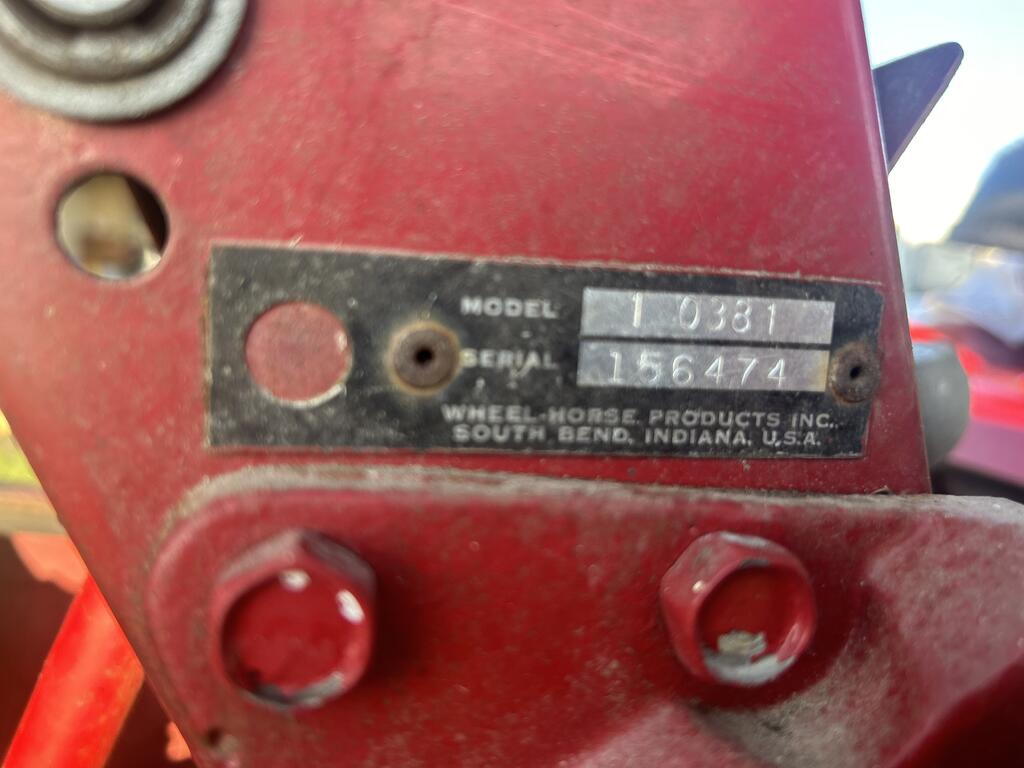 MODEL 1 0381
SERIAL 156474
WHEEL-HORSE PRODUCTS INC.
SOUTH BEND, INDIANA, U.S.A.